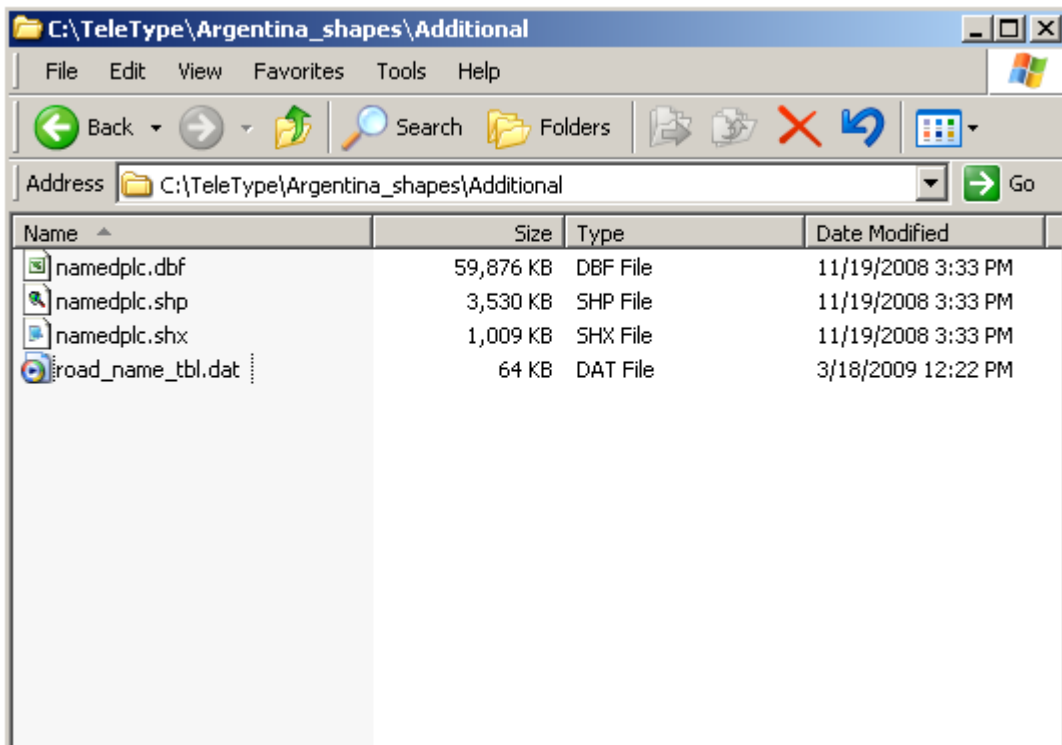 C:\TeleType\Argentina_shapes\Additional
File Edit View Favorites Tools Help
Back Search Folders
Address C:\TeleType\Argentina_shapes\Additional Go
Name Size Type Date Modified
namedplc.dbf 59,876 KB DBF File 11/19/2008 3:33 PM
namedplc.shp 3,530 KB SHP File 11/19/2008 3:33 PM
namedplc.shx 1,009 KB SHX File 11/19/2008 3:33 PM
road_name_tbl.dat 64 KB DAT File 3/18/2009 12:22 PM